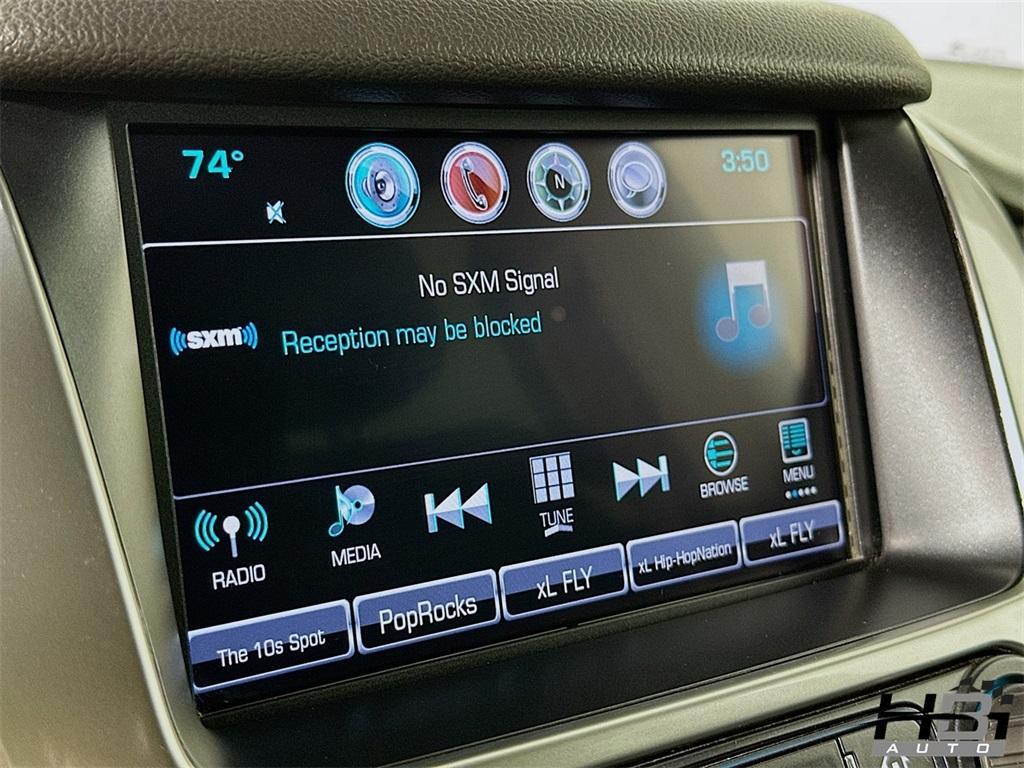 74°
3:50
N
No SXM Signal
((sxm))
Reception may be blocked
RADIO
MEDIA
TUNE
BROWSE
MENU
The 10s Spot
PopRocks
xL FLY
xL Hip-HopNation
xL FLY
HBi
AUTO